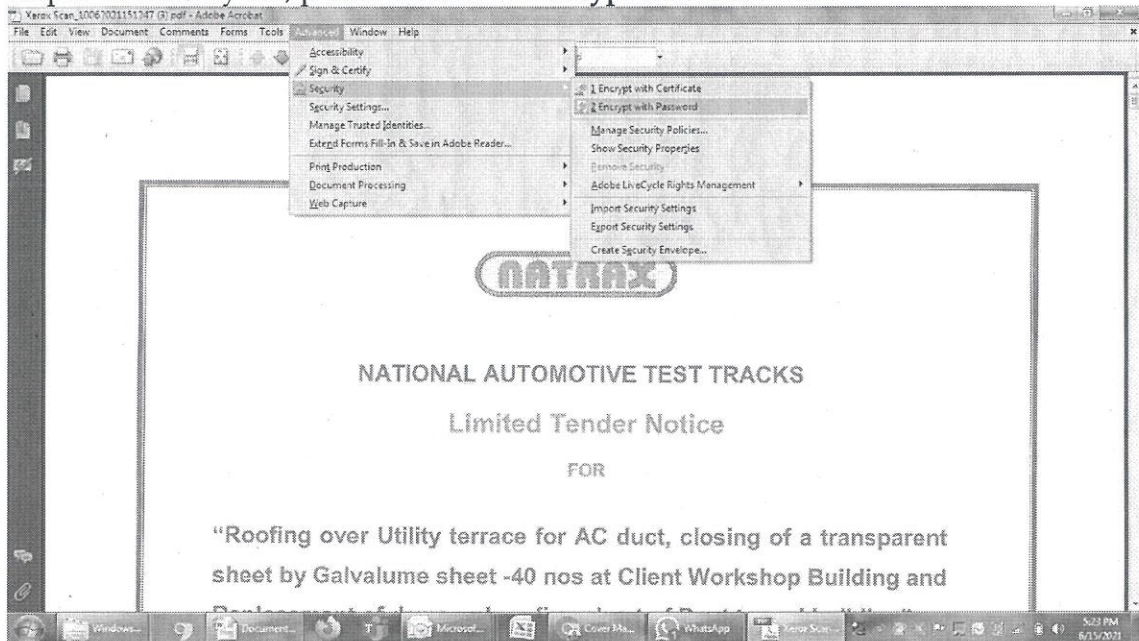 Xerox Scan_10062021151247 (3).pdf - Adobe Acrobat
File Edit View Document Comments Forms Tools Advanced Window Help
Accessibility
Sign & Certify
Security
Security Settings...
Manage Trusted Identities...
Extend Forms Fill-In & Save in Adobe Reader...
Print Production
Document Processing
Web Capture
1 Encrypt with Certificate
2 Encrypt with Password
Manage Security Policies...
Show Security Properties
Remove Security
Adobe LiveCycle Rights Management
Import Security Settings
Export Security Settings
Create Security Envelope...
NATRAX
NATIONAL AUTOMOTIVE TEST TRACKS
Limited Tender Notice
FOR
“Roofing over Utility terrace for AC duct, closing of a transparent
sheet by Galvalume sheet -40 nos at Client Workshop Building and
Windows... Document... Microsof... Cover Ma... WhatsApp Xerox Scan...
5:23 PM
6/15/2021